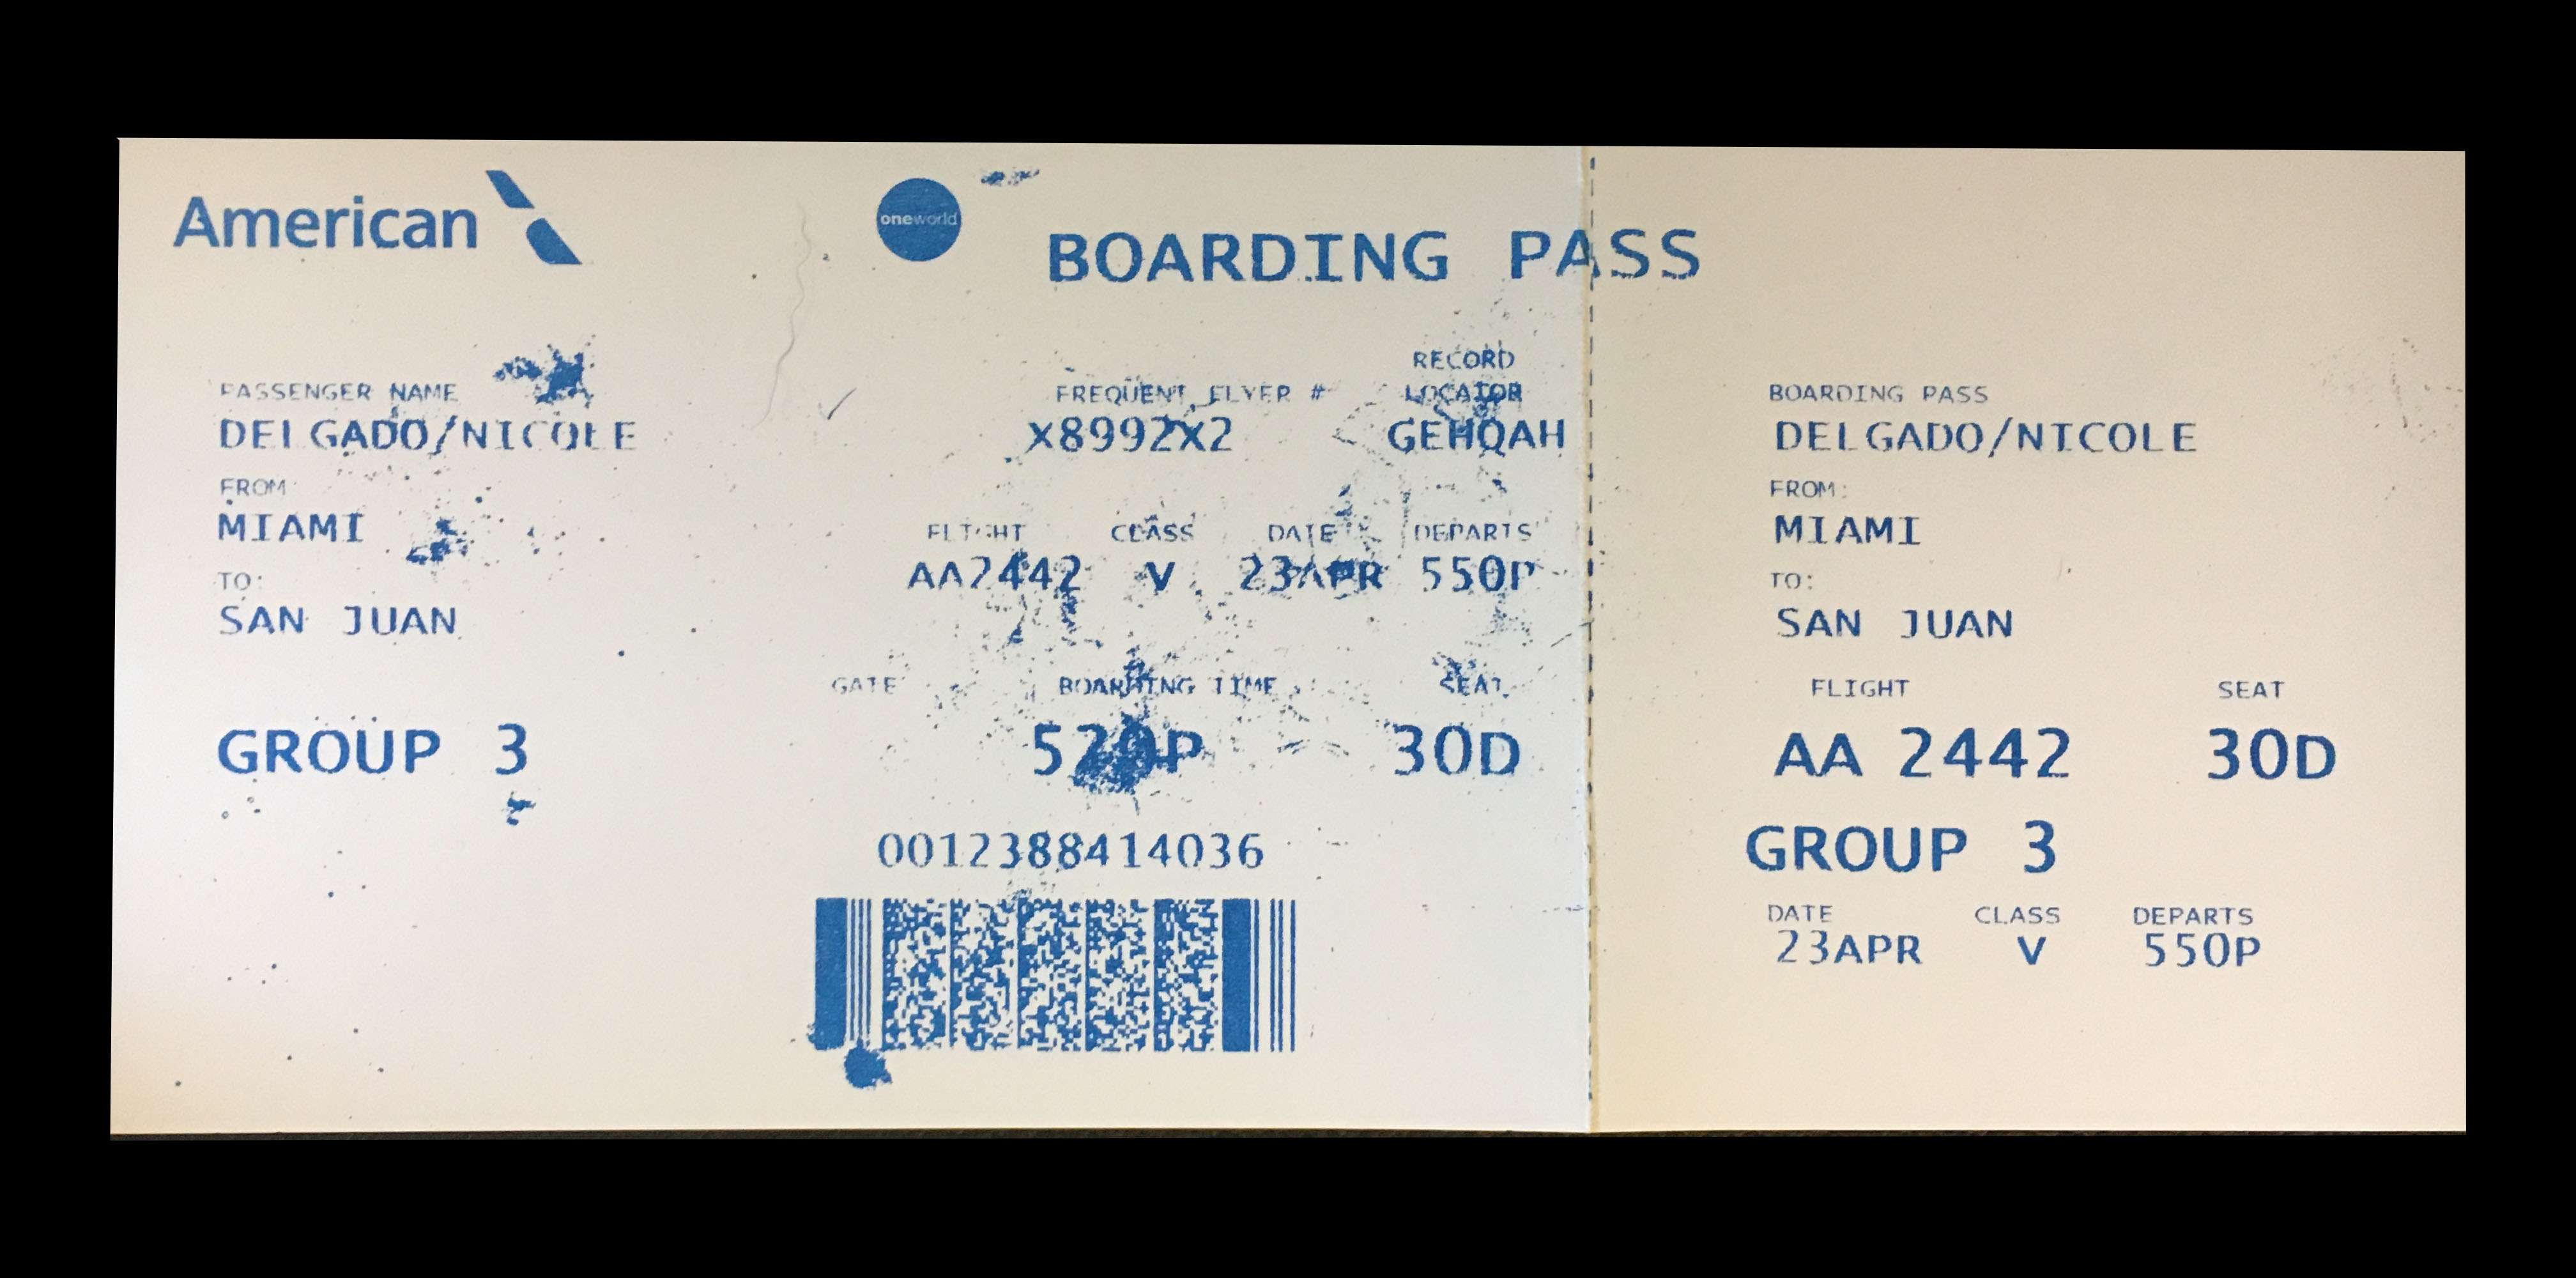 American
oneworld
BOARDING PASS
PASSENGER NAME
DELGADO/NICOLE
FROM:
MIAMI
TO:
SAN JUAN
GROUP 3
FREQUENT FLYER #
X8992X2
RECORD
LOCATOR
GEHQAH
FLIGHT CLASS DATE DEPARTS
AA2442 V 23APR 550P
GATE BOARDING TIME SEAT
520P 30D
0012388414036
BOARDING PASS
DELGADO/NICOLE
FROM:
MIAMI
TO:
SAN JUAN
FLIGHT SEAT
AA 2442 30D
GROUP 3
DATE CLASS DEPARTS
23APR V 550P